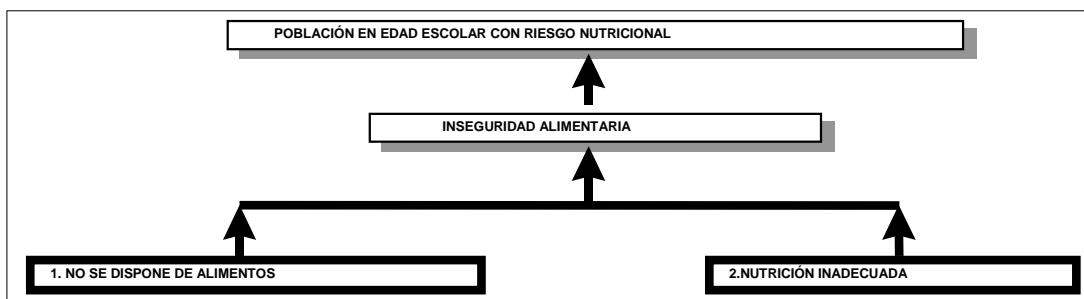 POBLACIÓN EN EDAD ESCOLAR CON RIESGO NUTRICIONAL
INSEGURIDAD ALIMENTARIA
1. NO SE DISPONE DE ALIMENTOS
2.NUTRICIÓN INADECUADA